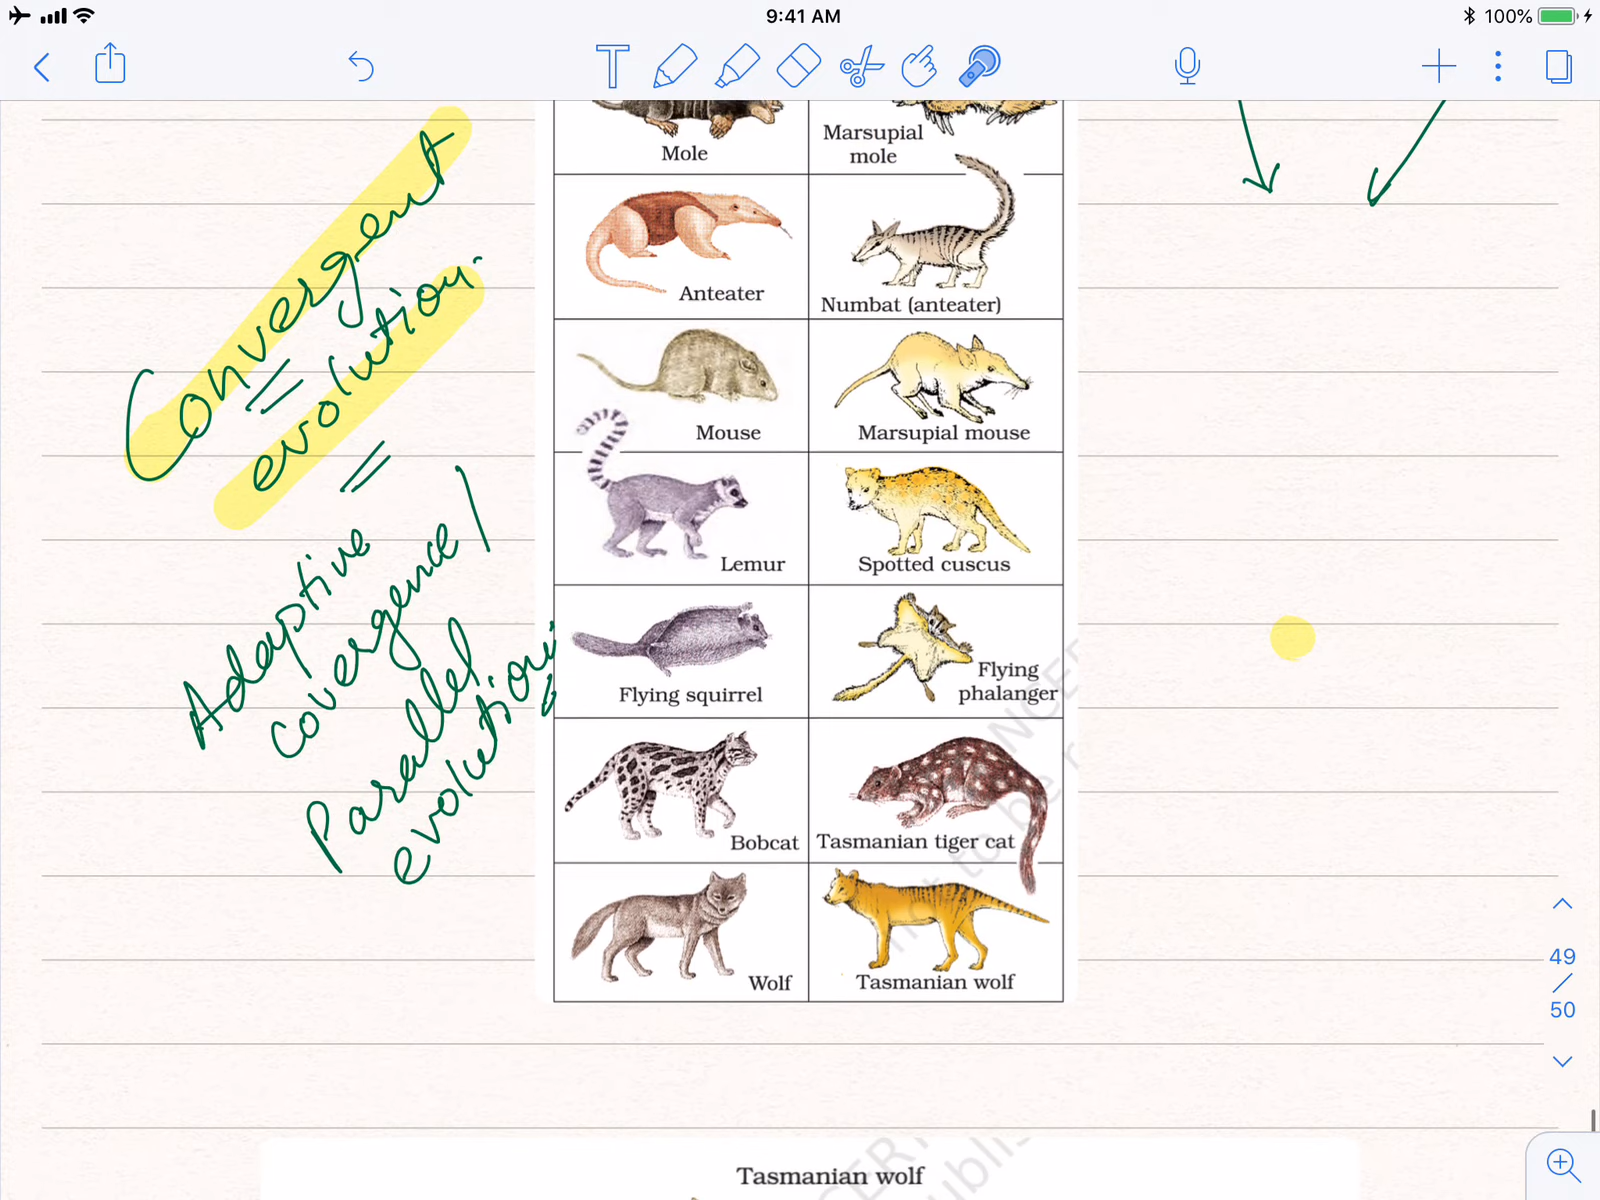 9:41 AM
100%
T
Convergent
evolution.
Adaptive
covergence /
Parallel
evolution
Mole
Marsupial
mole
Anteater
Numbat (anteater)
Mouse
Marsupial mouse
Lemur
Spotted cuscus
Flying squirrel
Flying
phalanger
Bobcat
Tasmanian tiger cat
Wolf
Tasmanian wolf
49
/
50
Tasmanian wolf